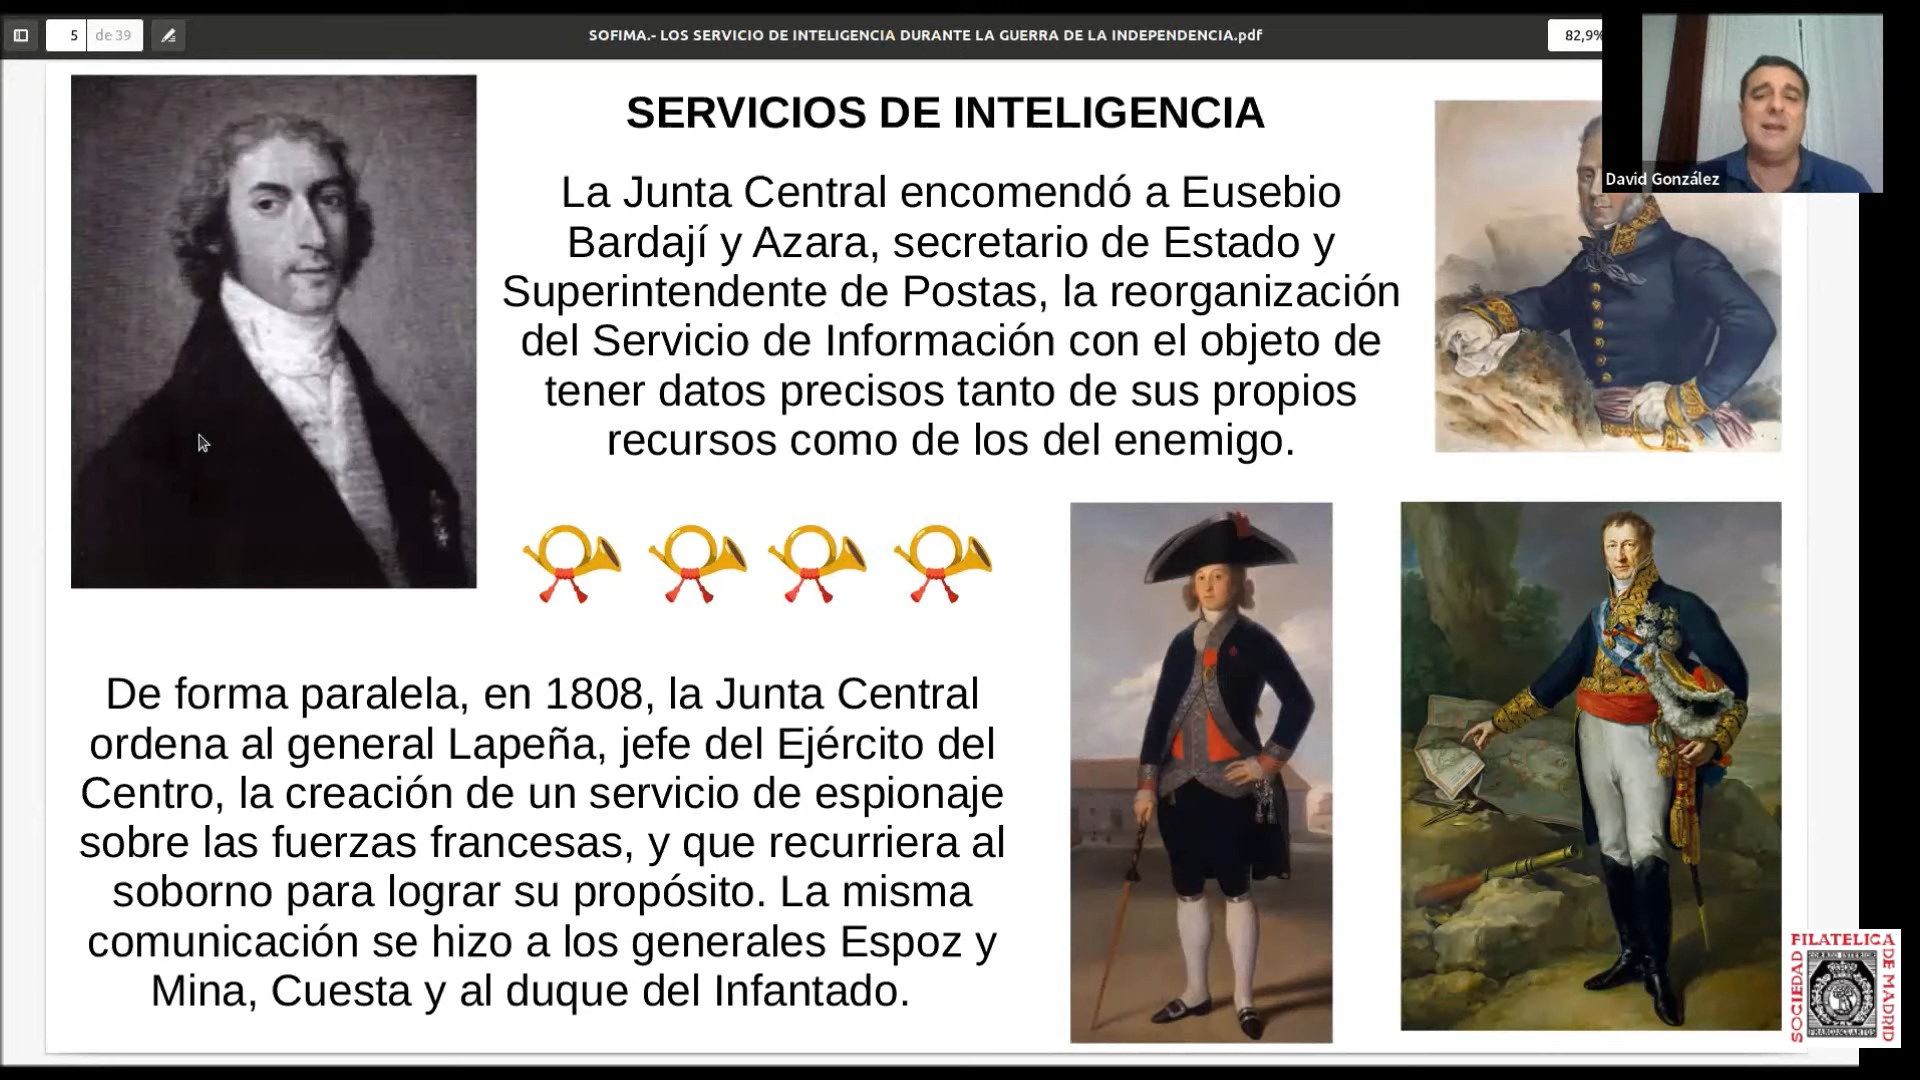 5 de 39
SOFIMA.- LOS SERVICIO DE INTELIGENCIA DURANTE LA GUERRA DE LA INDEPENDENCIA.pdf
82,9%
David González
SERVICIOS DE INTELIGENCIA
La Junta Central encomendó a Eusebio
Bardají y Azara, secretario de Estado y
Superintendente de Postas, la reorganización
del Servicio de Información con el objeto de
tener datos precisos tanto de sus propios
recursos como de los del enemigo.
De forma paralela, en 1808, la Junta Central
ordena al general Lapeña, jefe del Ejército del
Centro, la creación de un servicio de espionaje
sobre las fuerzas francesas, y que recurriera al
soborno para lograr su propósito. La misma
comunicación se hizo a los generales Espoz y
Mina, Cuesta y al duque del Infantado.
SOCIEDAD
FILATELICA
DE MADRID
CORREO INTERIOR